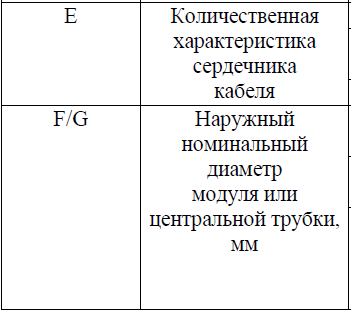 E Количественная
характеристика
сердечника
кабеля
F/G Наружный
номинальный
диаметр
модуля или
центральной трубки,
мм